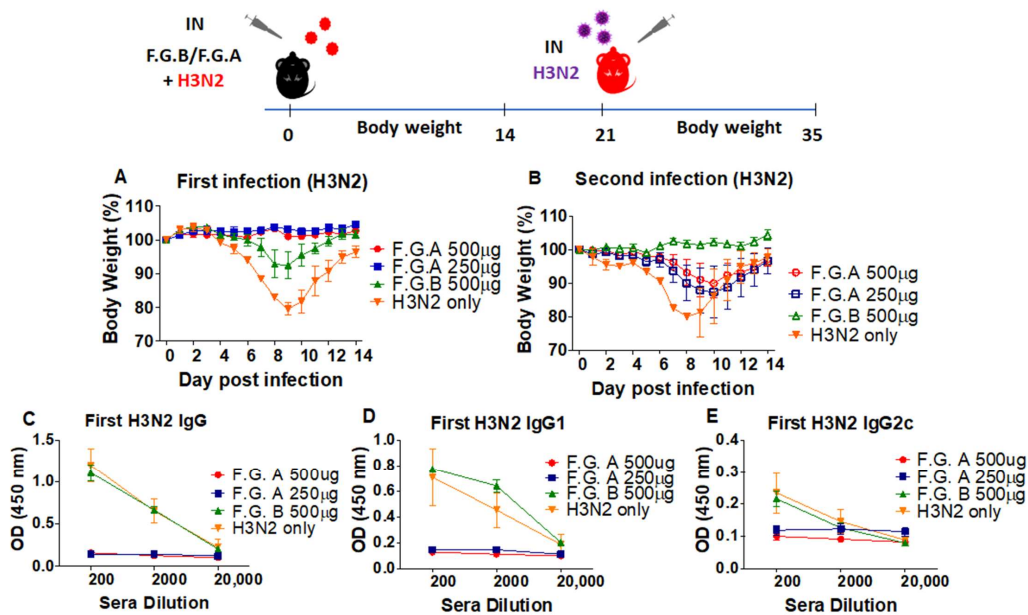 IN
F.G.B/F.G.A
+ H3N2
IN
H3N2
0
Body weight
14
21
Body weight
35
A
First infection (H3N2)
Body Weight (%)
110
100
90
80
70
0 2 4 6 8 10 12 14
Day post infection
F.G.A 500µg
F.G.A 250µg
F.G.B 500µg
H3N2 only
B
Second infection (H3N2)
Body Weight (%)
110
100
90
80
70
0 2 4 6 8 10 12 14
Day post infection
F.G.A 500µg
F.G.A 250µg
F.G.B 500µg
H3N2 only
C
First H3N2 IgG
OD (450 nm)
1.5
1.0
0.5
0.0
200 2000 20,000
Sera Dilution
F.G. A 500ug
F.G. A 250µg
F.G. B 500µg
H3N2 only
D
First H3N2 IgG1
OD (450 nm)
1.0
0.8
0.6
0.4
0.2
0.0
200 2000 20,000
Sera Dilution
F.G. A 500ug
F.G. A 250µg
F.G. B 500µg
H3N2 only
E
First H3N2 IgG2c
OD (450 nm)
0.4
0.3
0.2
0.1
0.0
200 2000 20,000
Sera Dilution
F.G. A 500ug
F.G. A 250µg
F.G. B 500µg
H3N2 only